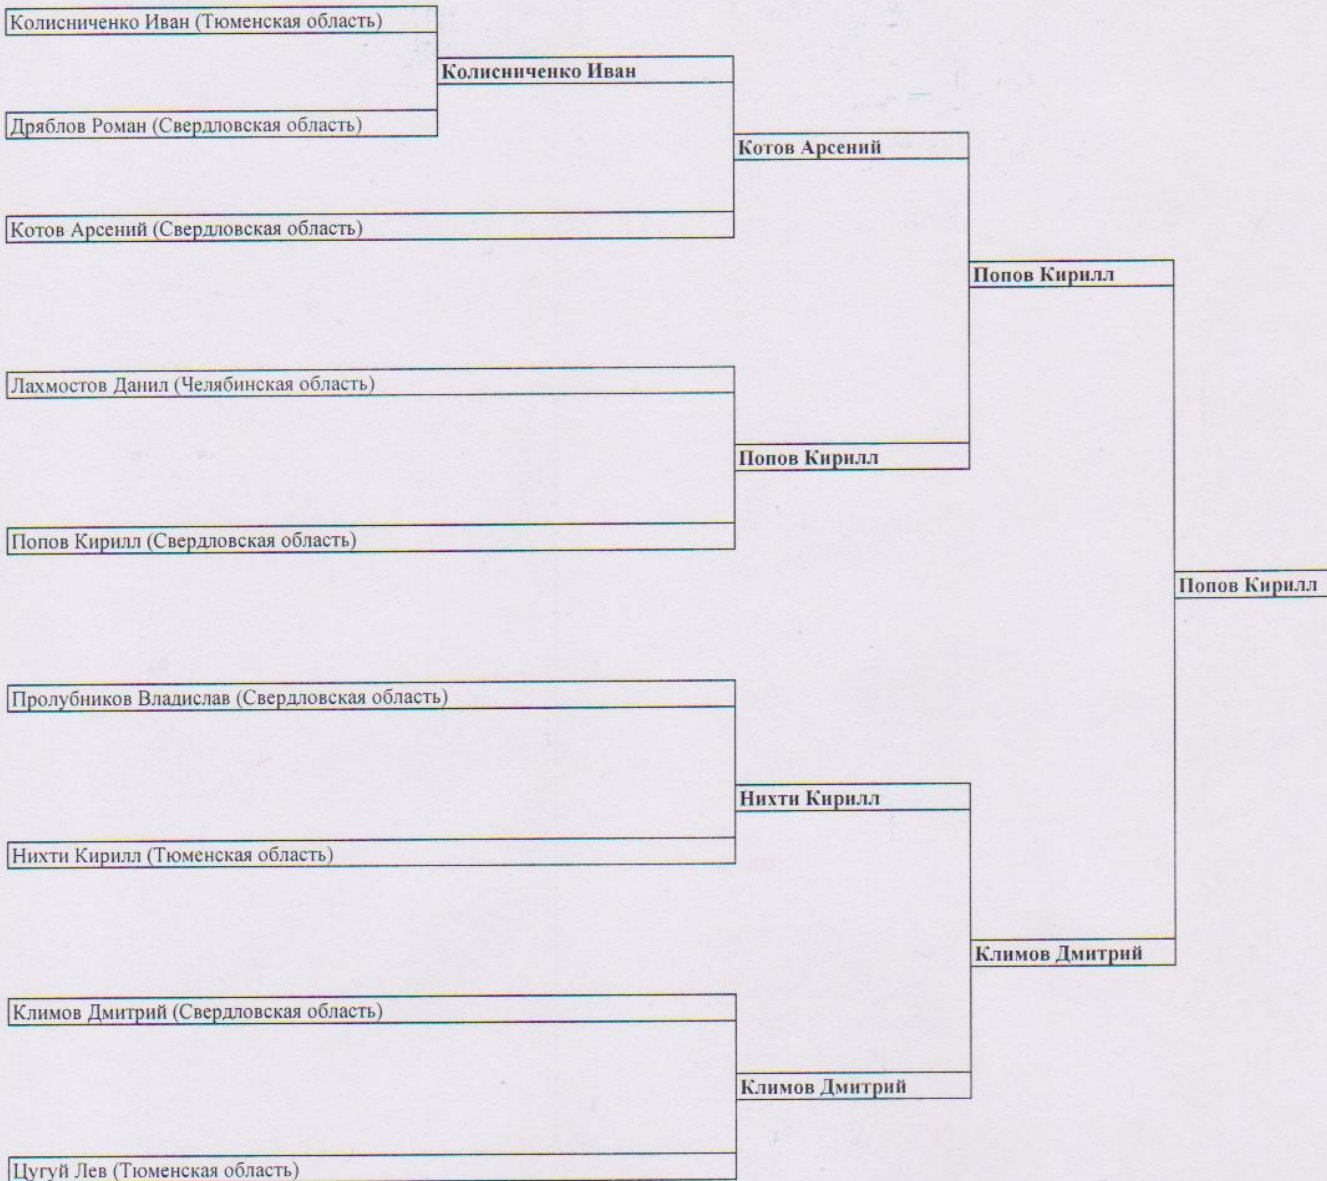 Колисниченко Иван (Тюменская область)
Колисниченко Иван
Дряблов Роман (Свердловская область)
Котов Арсений
Котов Арсений (Свердловская область)
Попов Кирилл
Лахмостов Данил (Челябинская область)
Попов Кирилл
Попов Кирилл (Свердловская область)
Попов Кирилл
Пролубников Владислав (Свердловская область)
Нихти Кирилл
Нихти Кирилл (Тюменская область)
Климов Дмитрий
Климов Дмитрий (Свердловская область)
Климов Дмитрий
Цугуй Лев (Тюменская область)